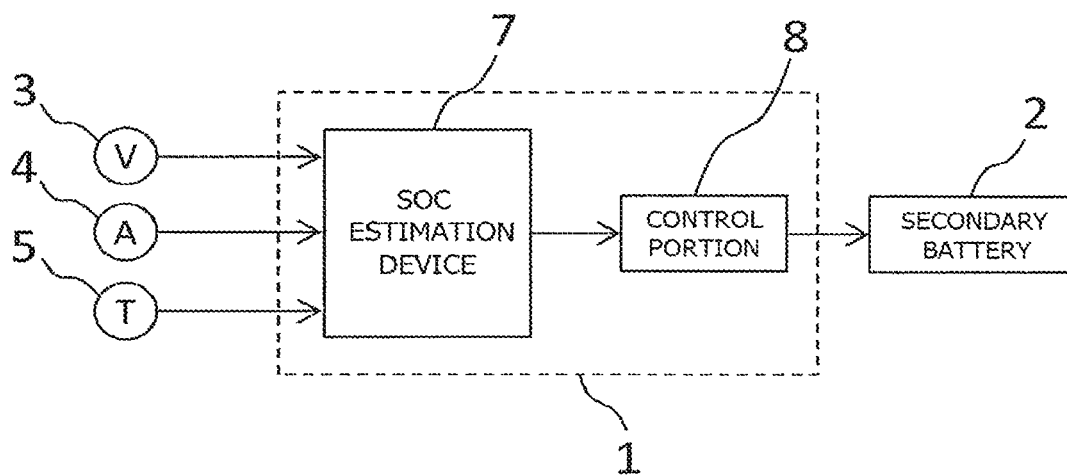 7
8
3
V
2
4
SOC
ESTIMATION
DEVICE
A
CONTROL
PORTION
SECONDARY
BATTERY
5
T
1